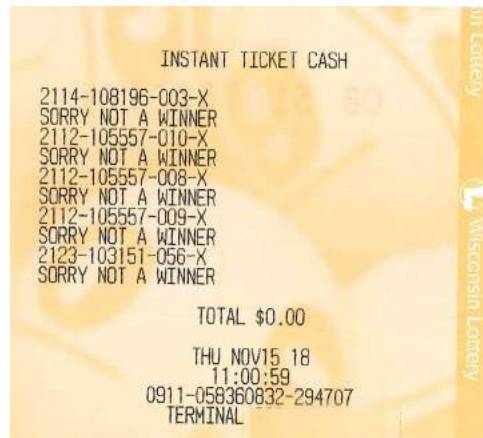 INSTANT TICKET CASH
2114-108196-003-X
SORRY NOT A WINNER
2112-105557-010-X
SORRY NOT A WINNER
2112-105557-008-X
SORRY NOT A WINNER
2112-105557-009-X
SORRY NOT A WINNER
2123-103151-056-X
SORRY NOT A WINNER
TOTAL $0.00
THU NOV15 18
11:00:59
0911-058360832-294707
TERMINAL
in Lottery
Wisconsin Lottery